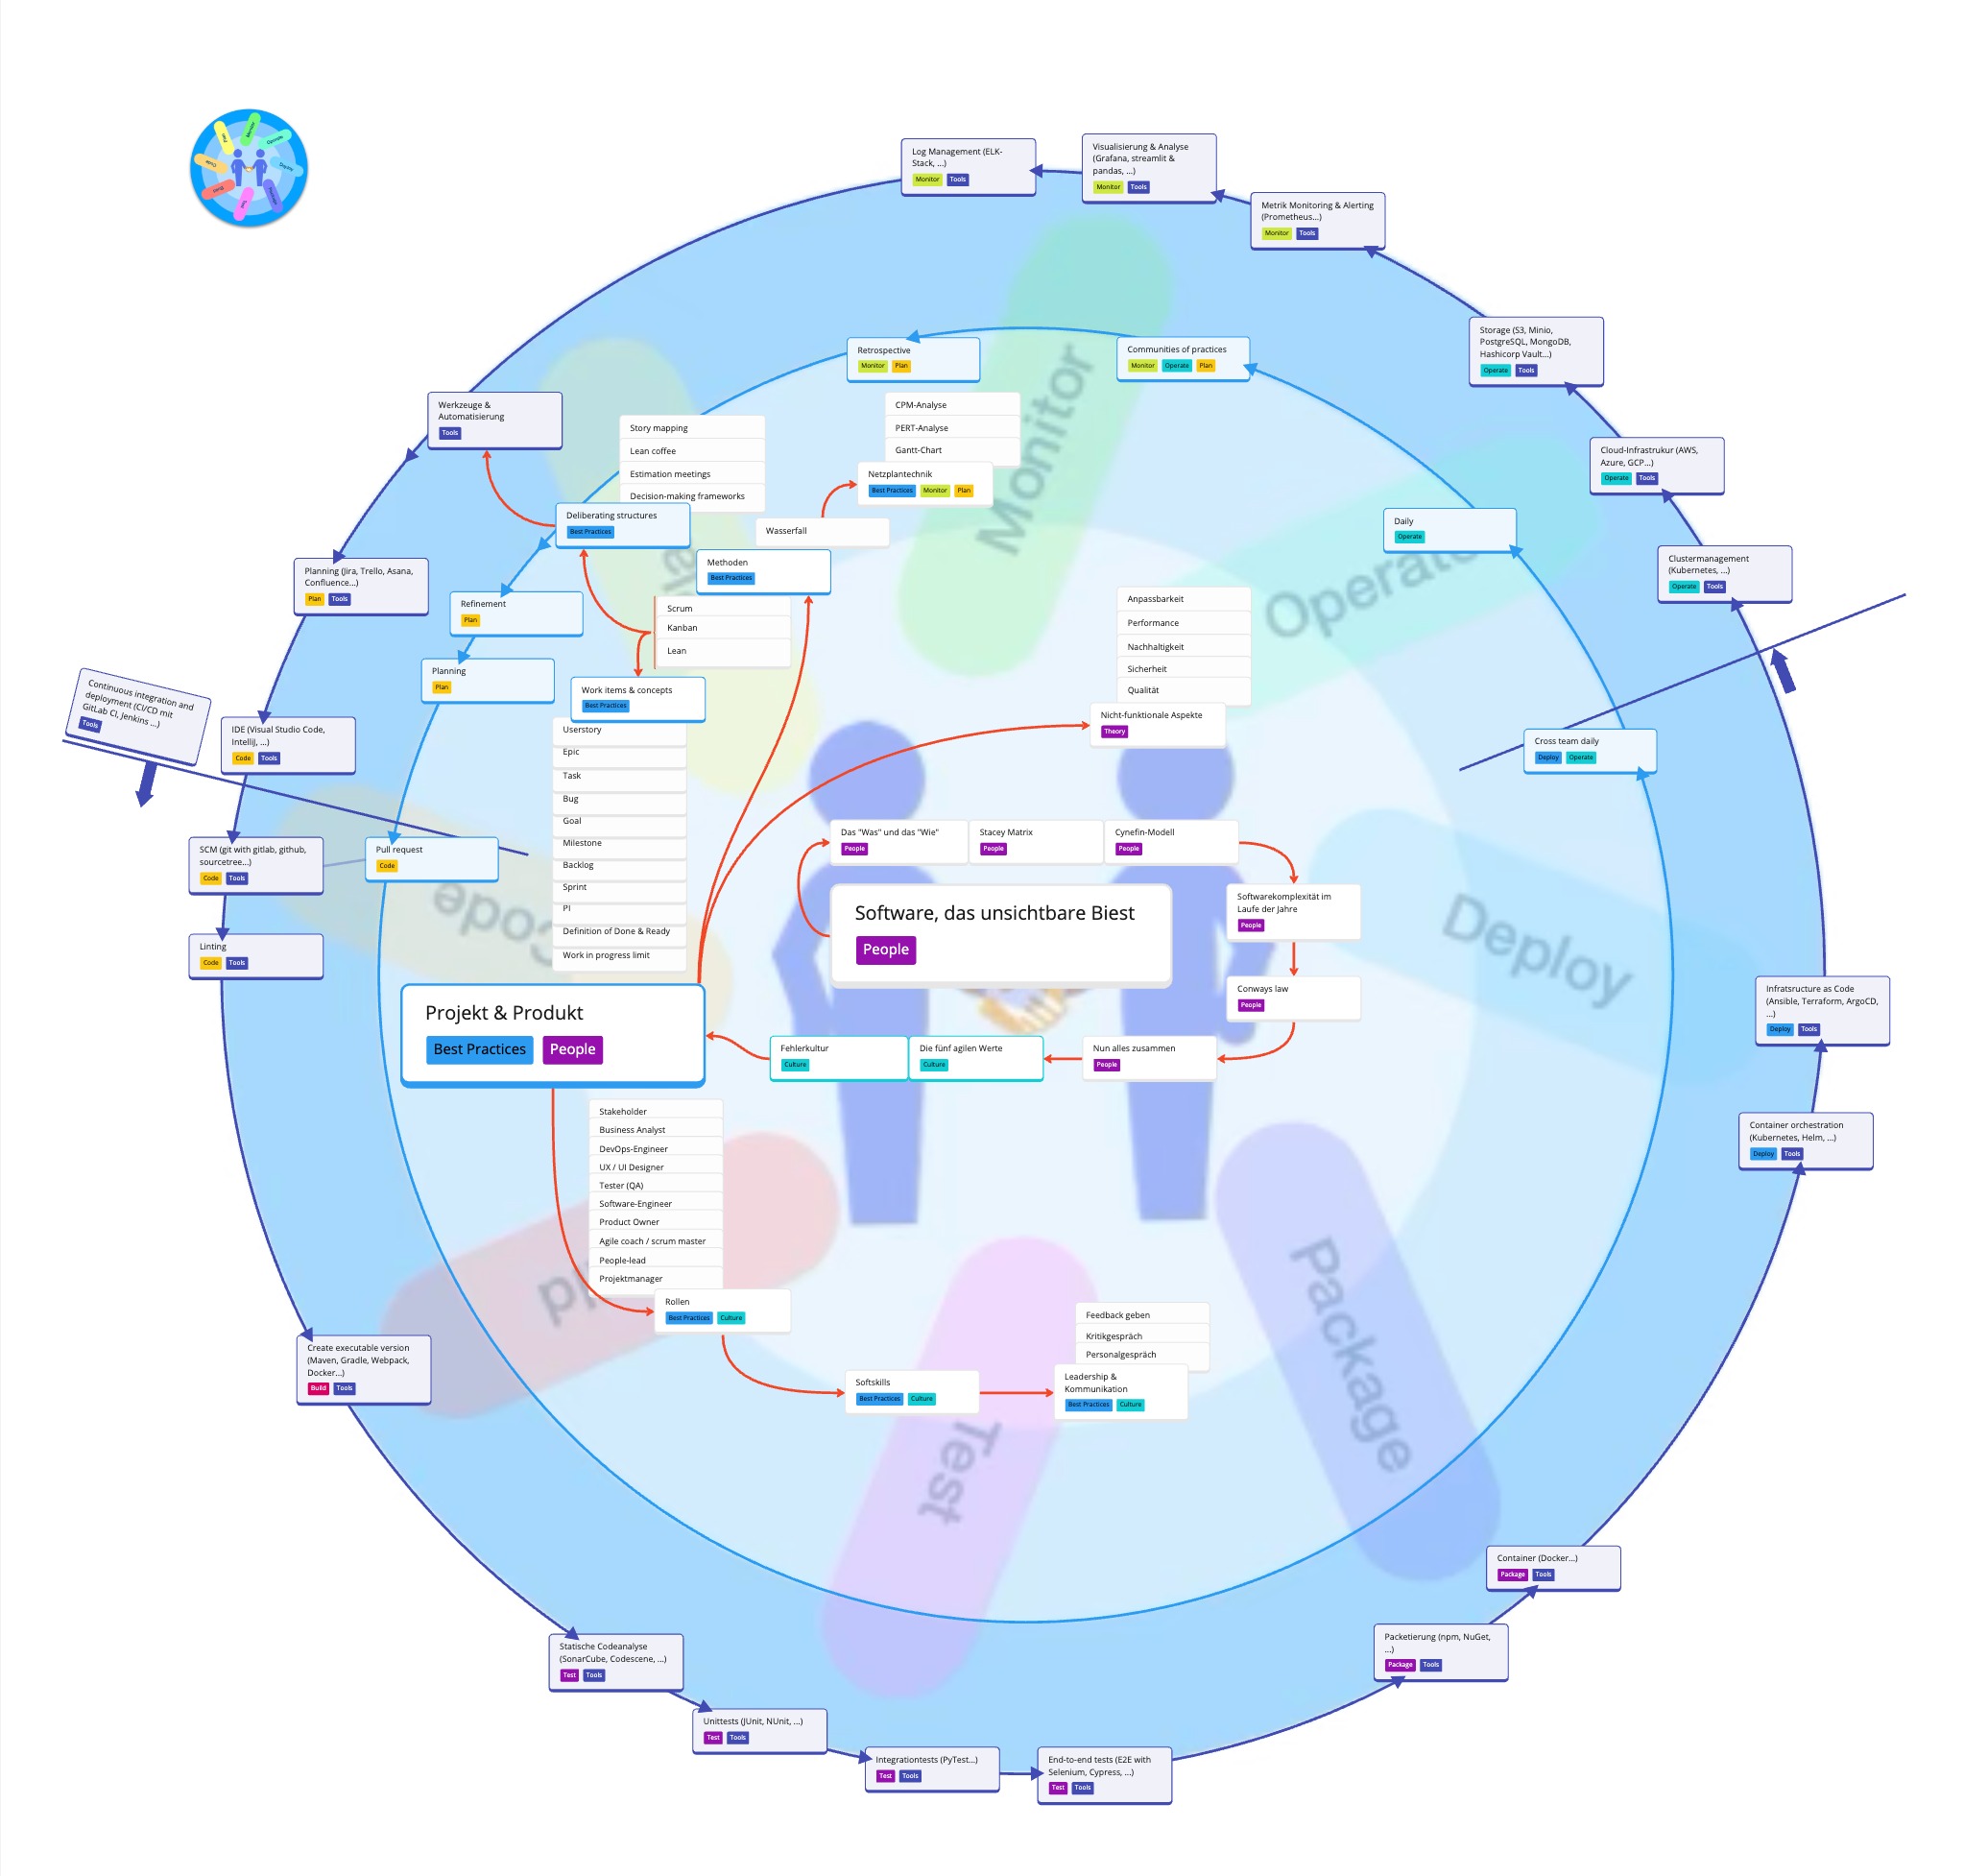 Log Management (ELK-
Stack, ...)
Monitor Tools
Visualisierung & Analyse
(Grafana, streamlit &
pandas, ...)
Monitor Tools
Metrik Monitoring & Alerting
(Prometheus...)
Monitor Tools
Storage (S3, Minio,
PostgreSQL, MongoDB,
Hashicorp Vault...)
Operate Tools
Cloud-Infrastrukur (AWS,
Azure, GCP...)
Operate Tools
Clustermanagement
(Kubernetes, ...)
Operate Tools
Retrospective
Monitor Plan
Communities of practices
Monitor Operate Plan
Daily
Operate
Cross team daily
Deploy Operate
Werkzeuge &
Automatisierung
Tools
Story mapping
Lean coffee
Estimation meetings
Decision-making frameworks
Deliberating structures
Best Practices
CPM-Analyse
PERT-Analyse
Gantt-Chart
Netzplantechnik
Best Practices Monitor Plan
Wasserfall
Methoden
Best Practices
Scrum
Kanban
Lean
Planning (Jira, Trello, Asana,
Confluence...)
Plan Tools
Refinement
Plan
Planning
Plan
Continuous integration and
deployment (CI/CD mit
GitLab CI, Jenkins ...)
Tools
IDE (Visual Studio Code,
IntelliJ, ...)
Code Tools
SCM (git with gitlab, github,
sourcetree...)
Code Tools
Pull request
Code
Linting
Code Tools
Work items & concepts
Best Practices
Userstory
Epic
Task
Bug
Goal
Milestone
Backlog
Sprint
PI
Definition of Done & Ready
Work in progress limit
Anpassbarkeit
Performance
Nachhaltigkeit
Sicherheit
Qualität
Nicht-funktionale Aspekte
Theory
Das "Was" und das "Wie"
People
Stacey Matrix
People
Cynefin-Modell
People
Software, das unsichtbare Biest
People
Softwarekomplexität im
Laufe der Jahre
People
Conways law
People
Nun alles zusammen
People
Die fünf agilen Werte
Culture
Fehlerkultur
Culture
Projekt & Produkt
Best Practices People
Stakeholder
Business Analyst
DevOps-Engineer
UX / UI Designer
Tester (QA)
Software-Engineer
Product Owner
Agile coach / scrum master
People-lead
Projektmanager
Rollen
Best Practices Culture
Softskills
Best Practices Culture
Feedback geben
Kritikgespräch
Personalgespräch
Leadership &
Kommunikation
Best Practices Culture
Infratsructure as Code
(Ansible, Terraform, ArgoCD,
...)
Deploy Tools
Container orchestration
(Kubernetes, Helm, ...)
Deploy Tools
Container (Docker...)
Package Tools
Packetierung (npm, NuGet,
...)
Package Tools
Create executable version
(Maven, Gradle, Webpack,
Docker...)
Build Tools
Statische Codeanalyse
(SonarCube, Codescene, ...)
Test Tools
Unittests (JUnit, NUnit, ...)
Test Tools
Integrationtests (PyTest...)
Test Tools
End-to-end tests (E2E with
Selenium, Cypress, ...)
Test Tools
Monitor
Operate
Deploy
Package
Test
Code